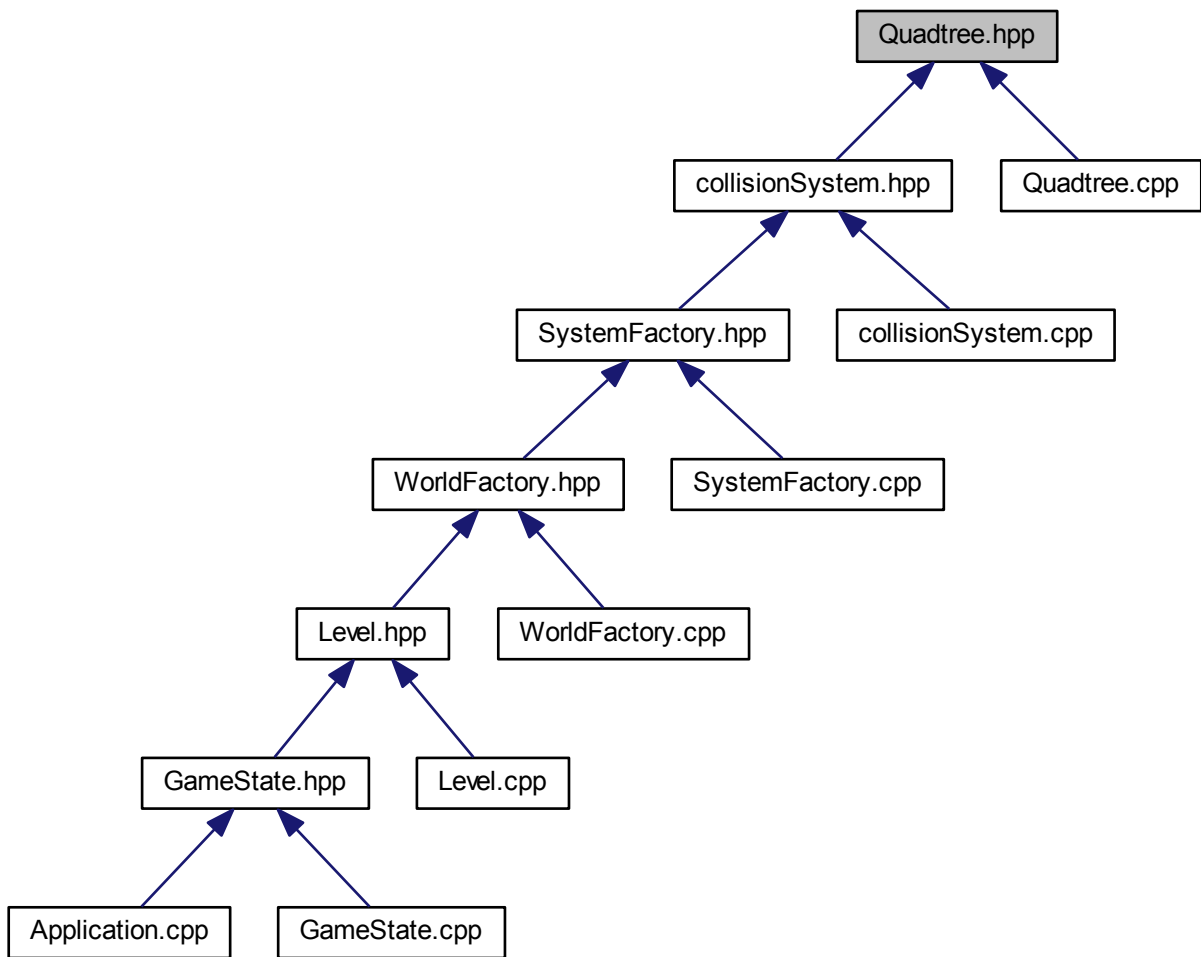 Quadtree.hpp
collisionSystem.hpp
Quadtree.cpp
SystemFactory.hpp
collisionSystem.cpp
WorldFactory.hpp
SystemFactory.cpp
Level.hpp
WorldFactory.cpp
GameState.hpp
Level.cpp
Application.cpp
GameState.cpp